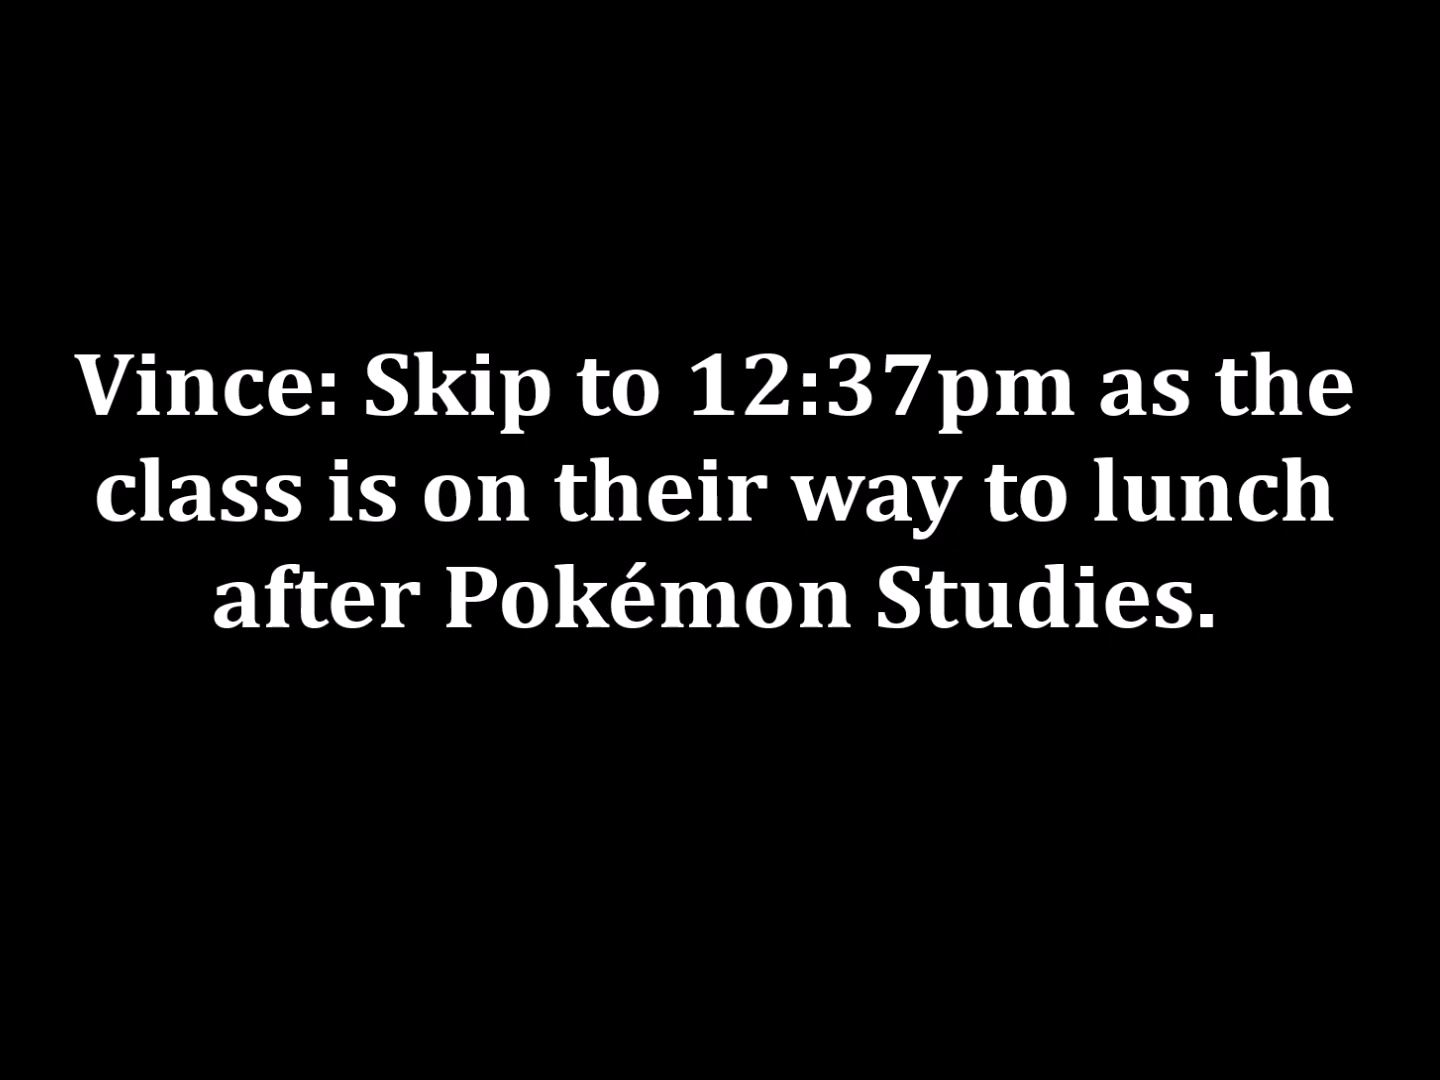 Vince: Skip to 12:37pm as the
class is on their way to lunch
after Pokémon Studies.